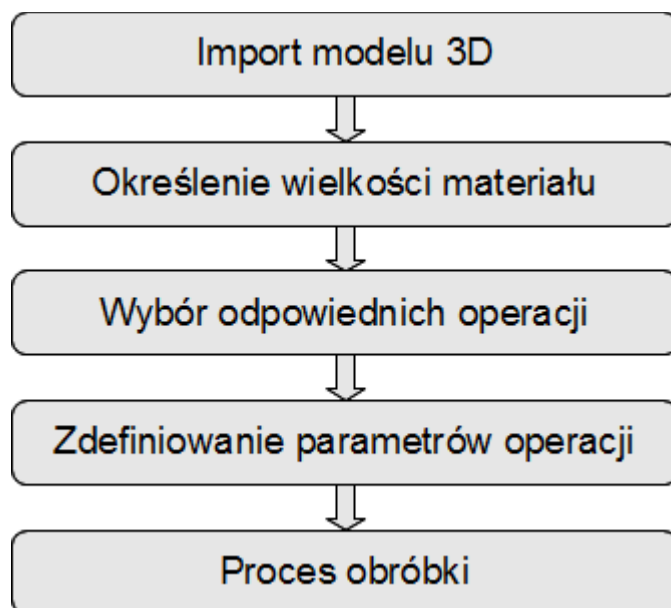 Import modelu 3D
Określenie wielkości materiału
Wybór odpowiednich operacji
Zdefiniowanie parametrów operacji
Proces obróbki